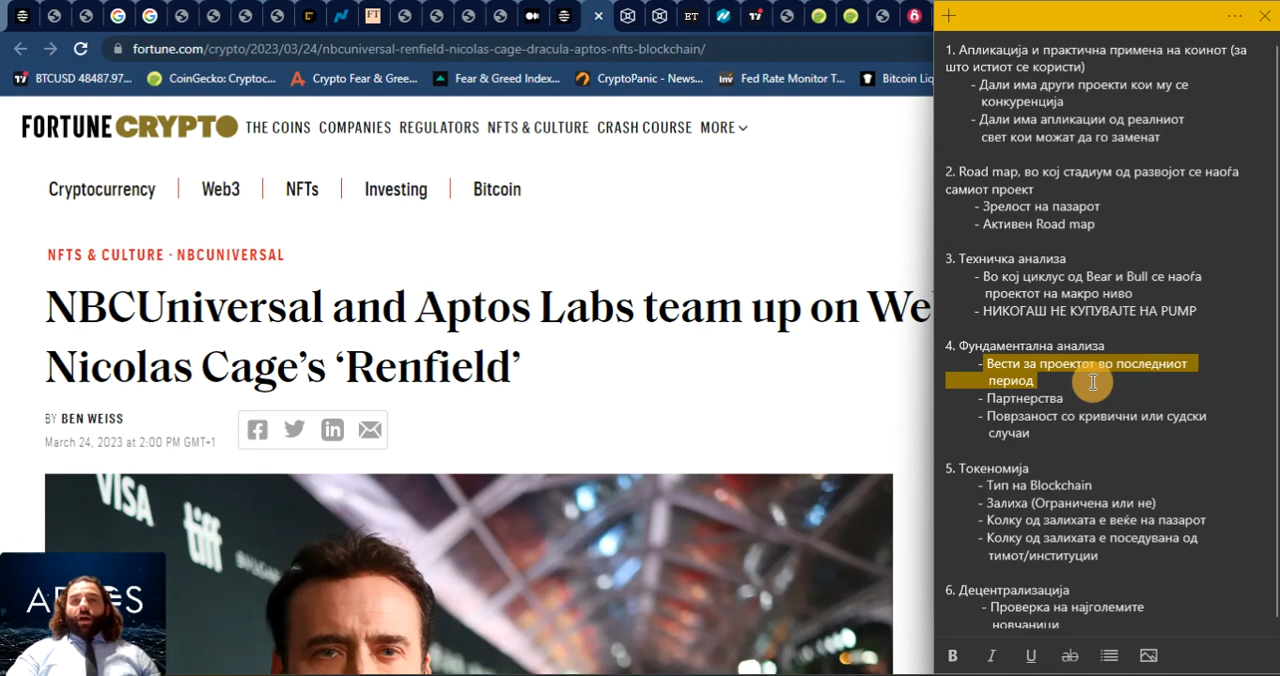 FT
ET
17
fortune.com/crypto/2023/03/24/nbcuniversal-renfield-nicolas-cage-dracula-aptos-nfts-blockchain/
17 BTCUSD 48487.97...
CoinGecko: Cryptoc...
Crypto Fear & Gree...
Fear & Greed Index...
CryptoPanic - News...
inv Fed Rate Monitor T...
Bitcoin Liq
FORTUNE CRYPTO THE COINS COMPANIES REGULATORS NFTS & CULTURE CRASH COURSE MORE
Cryptocurrency | Web3 | NFTs | Investing | Bitcoin
NFTS & CULTURE · NBCUNIVERSAL
NBCUniversal and Aptos Labs team up on We
Nicolas Cage's ‘Renfield’
BY BEN WEISS
March 24, 2023 at 2:00 PM GMT+1
VISA
tiff
1. Апликација и практична примена на коинот (за
што истиот се користи)
- Дали има други проекти кои му се
конкуренција
- Дали има апликации од реалниот
свет кои можат да го заменат
2. Road map, во кој стадиум од развојот се наоѓа
самиот проект
- Зрелост на пазарот
- Активен Road map
3. Техничка анализа
- Во кој циклус од Bear и Bull се наоѓа
проектот на макро ниво
- НИКОГАШ НЕ КУПУВАЈТЕ НА PUMP
4. Фундаментална анализа
- Вести за проектот во последниот
период
- Партнерства
- Поврзаност со кривични или судски
случаи
5. Токеномија
- Тип на Blockchain
- Залиха (Ограничена или не)
- Колку од залихата е веќе на пазарот
- Колку од залихата е поседувана од
тимот/институции
6. Децентрализација
- Проверка на најголемите
новчаници
B I U ab